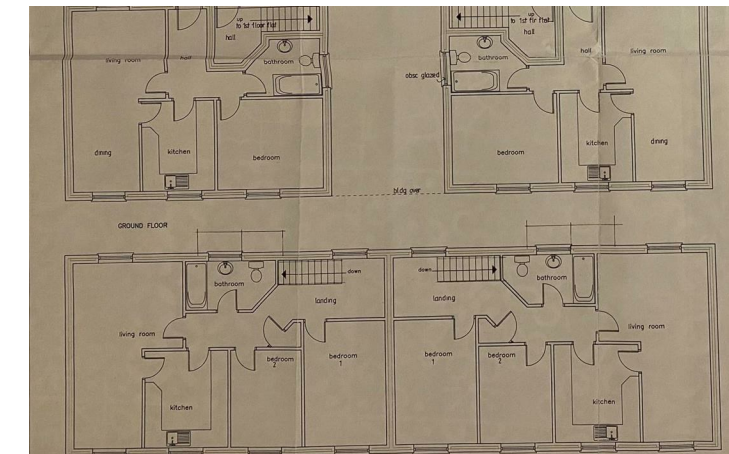 up
to 1st floor flat
hall
living room
hall
bathroom
dining
kitchen
bedroom
up
to 1st flr flat
hall
hall
living room
bathroom
obsc glazed
bedroom
kitchen
dining
bldg over
GROUND FLOOR
bathroom
down
landing
living room
bedroom
2
bedroom
1
kitchen
down
bathroom
landing
living room
bedroom
1
bedroom
2
kitchen